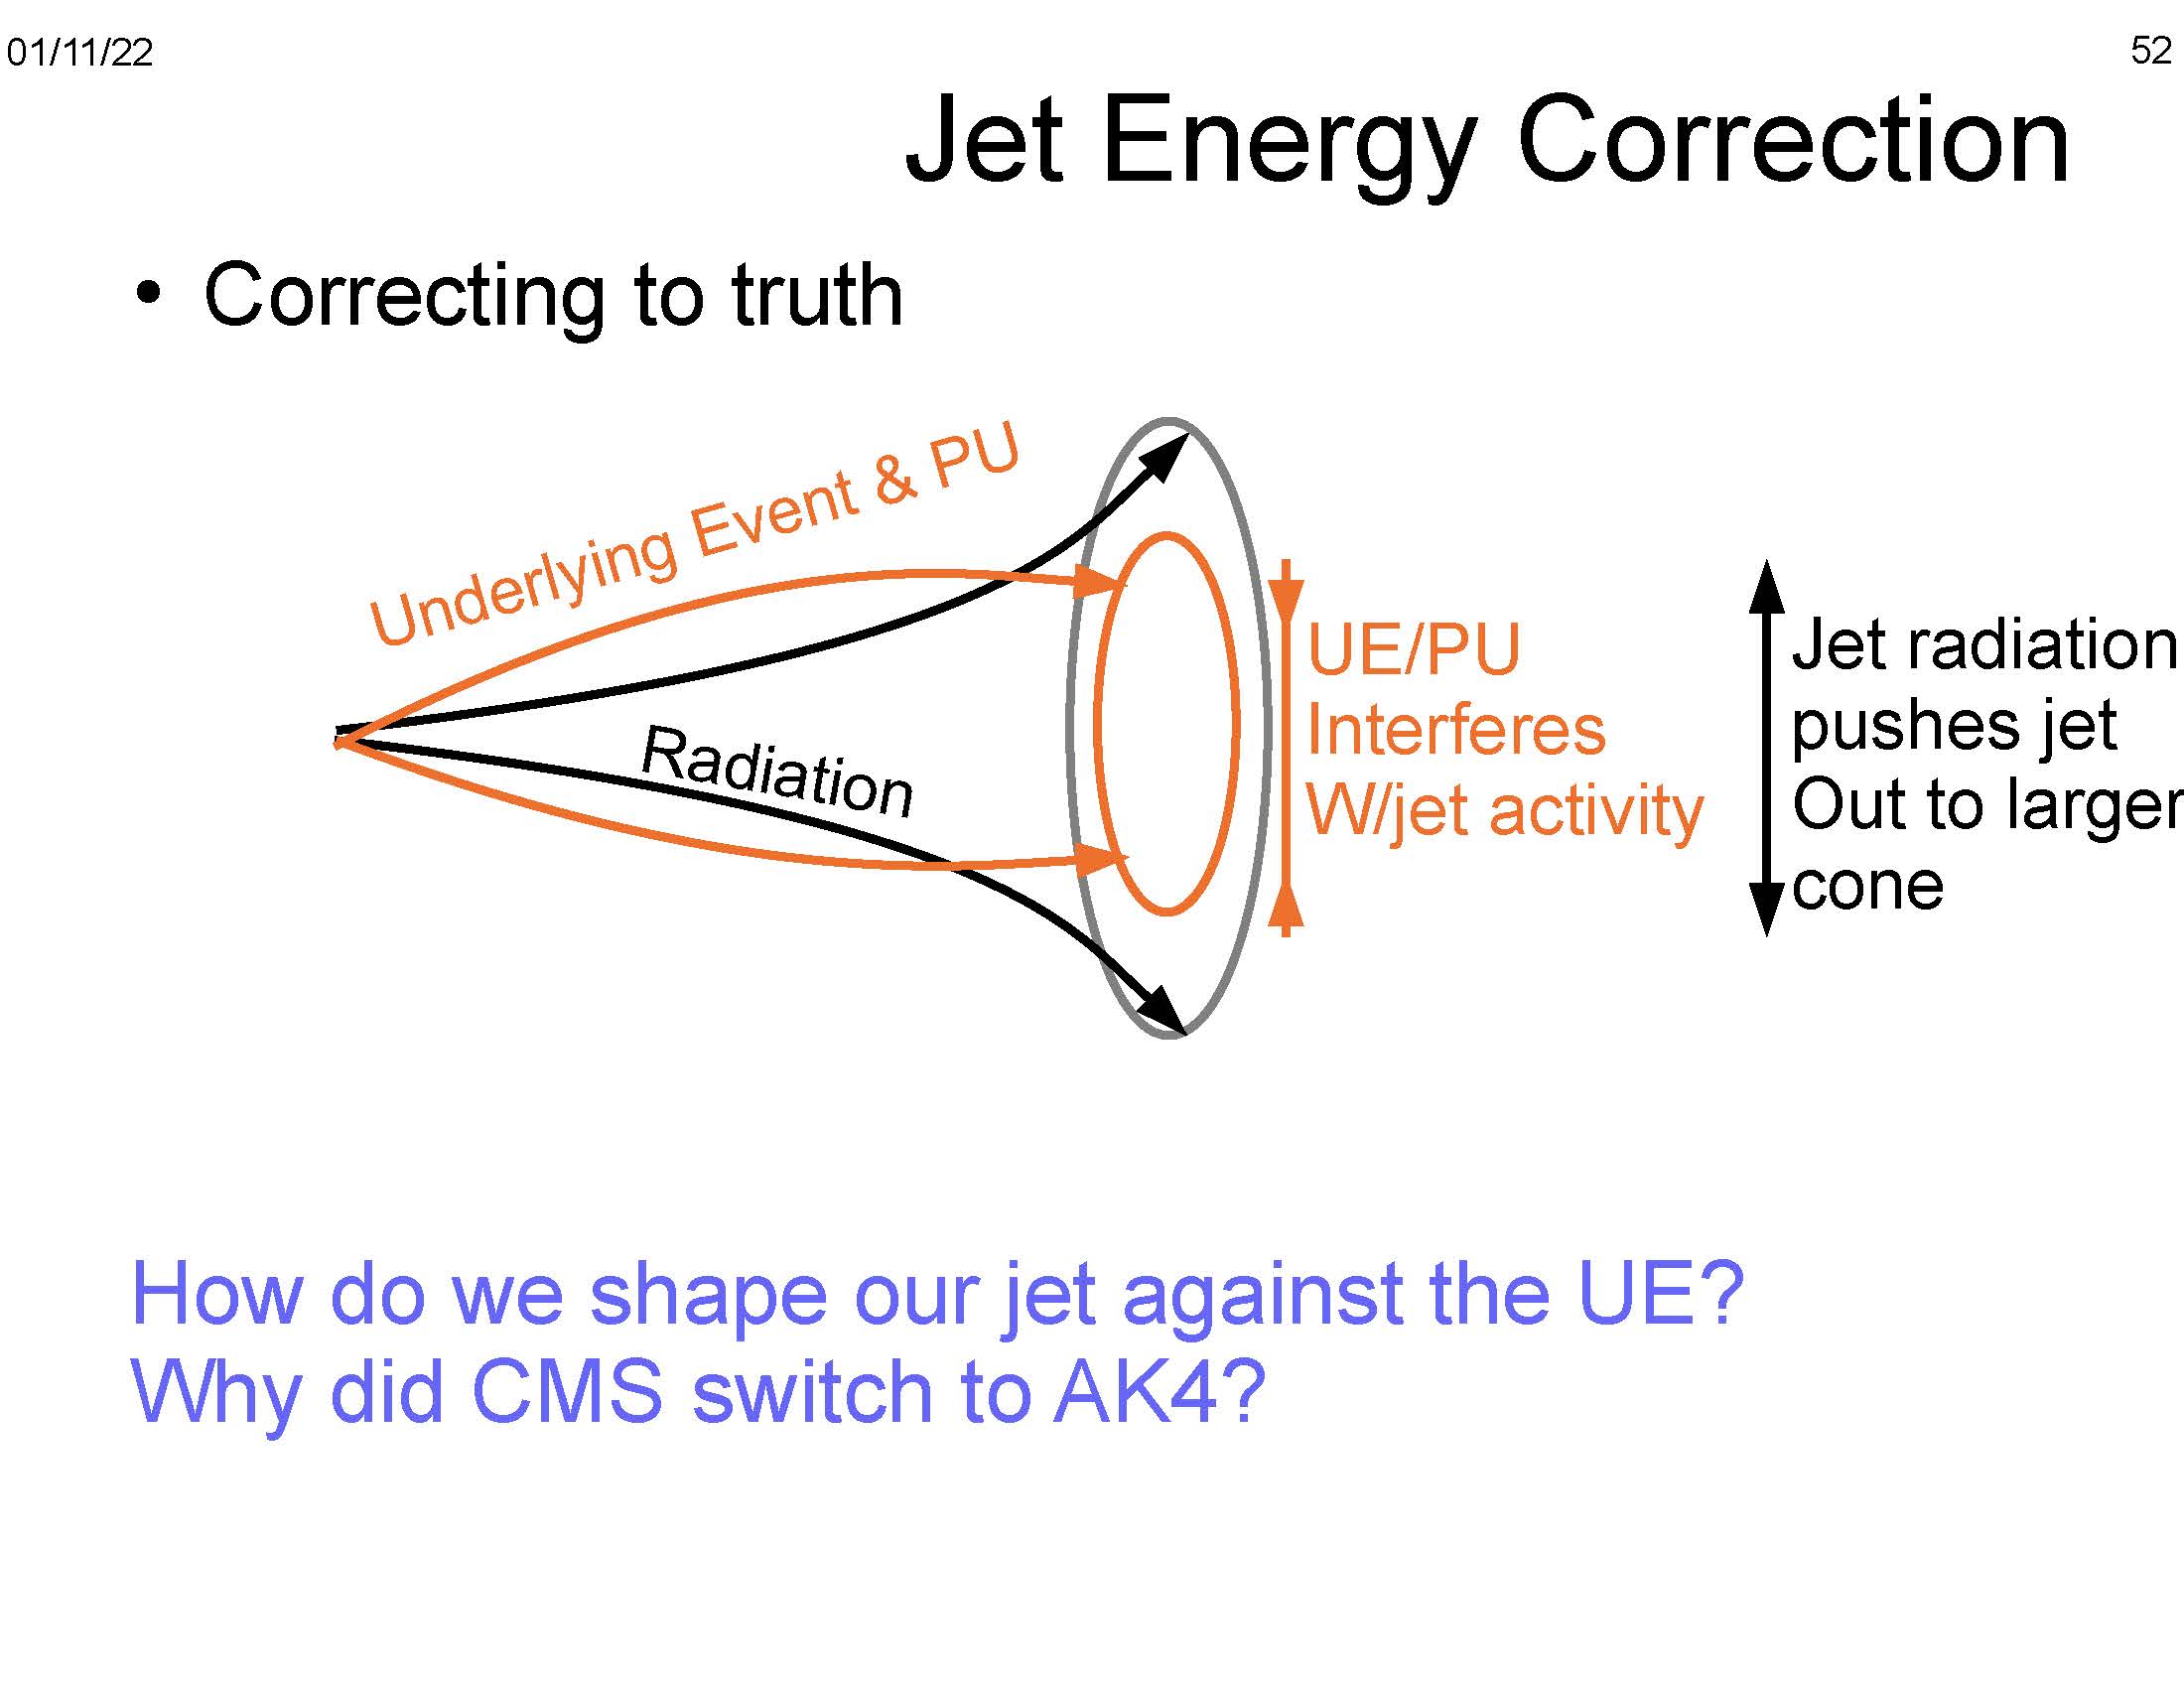 01/11/22
52
Jet Energy Correction
• Correcting to truth
Underlying Event & PU
Radiation
UE/PU
Interferes
W/jet activity
Jet radiation
pushes jet
Out to larger
cone
How do we shape our jet against the UE?
Why did CMS switch to AK4?